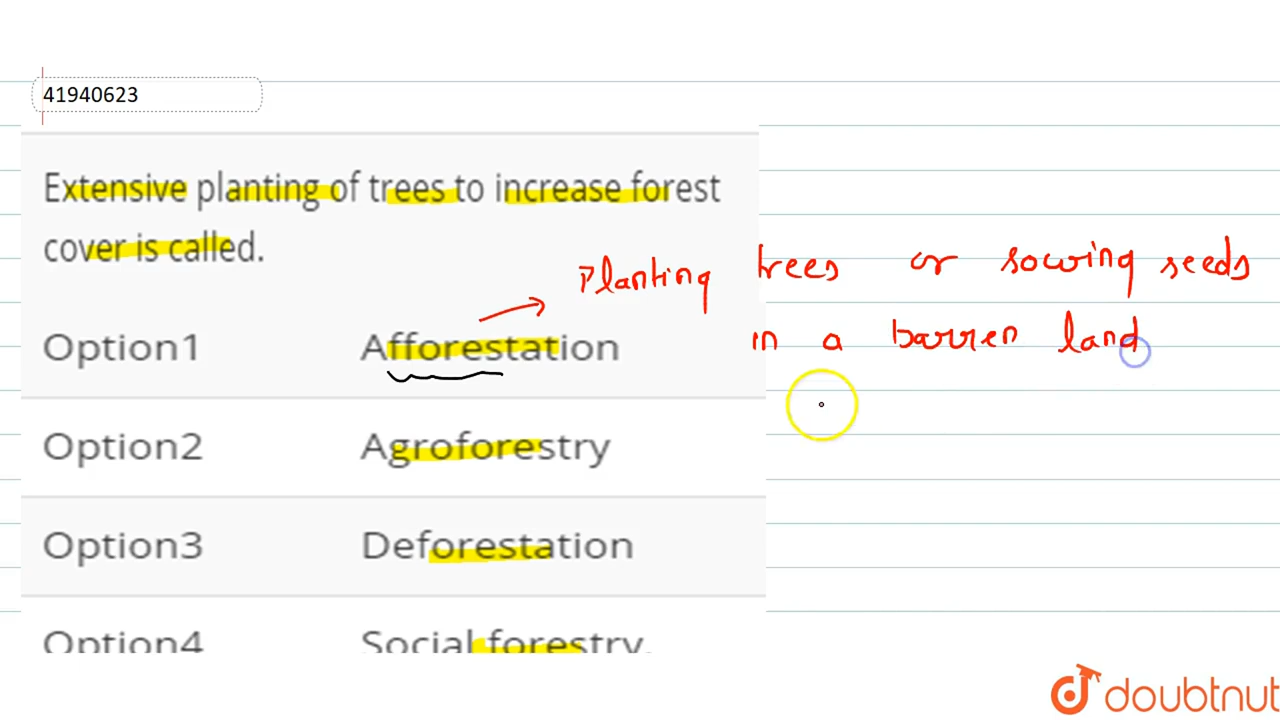 41940623
Extensive planting of trees to increase forest
cover is called.
Planting trees or sowing seeds
in a barren land
Option1 Afforestation
Option2 Agroforestry
Option3 Deforestation
Option4 Social forestry.
doubtnut